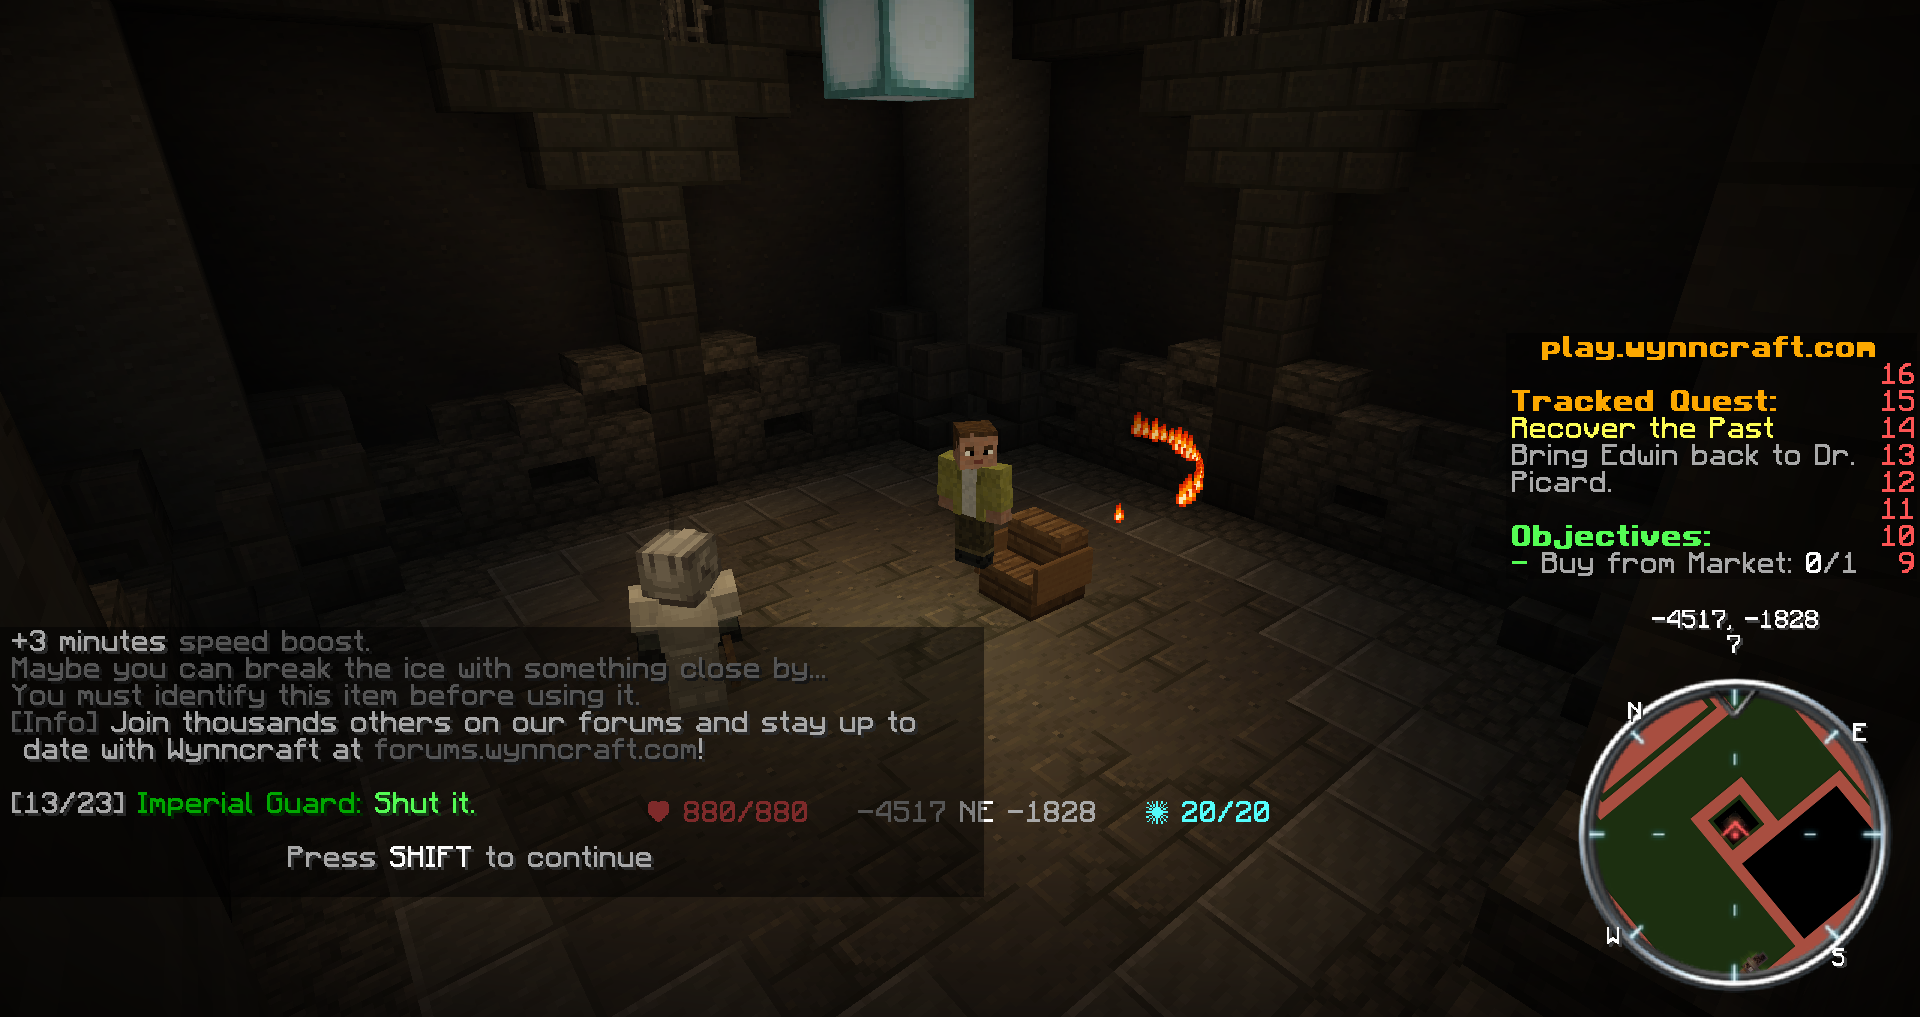 play.wynncraft.com
16
Tracked Quest: 15
Recover the Past 14
Bring Edwin back to Dr. 13
Picard. 12
11
Objectives: 10
- Buy from Market: 0/1 9
-4517, -1828
7
N
E
W
S
+3 minutes speed boost.
Maybe you can break the ice with something close by...
You must identify this item before using it.
[Info] Join thousands others on our forums and stay up to
date with Wynncraft at forums.wynncraft.com!
[13/23] Imperial Guard: Shut it.
880/880 -4517 NE -1828 20/20
Press SHIFT to continue